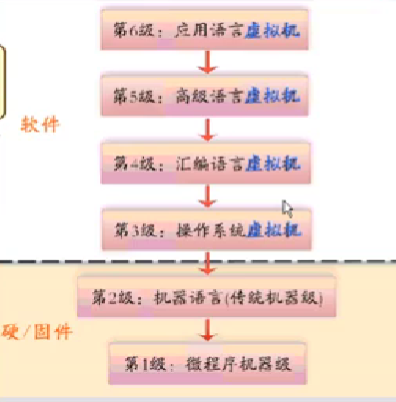 第6级：应用语言虚拟机
第5级：高级语言虚拟机
软件
第4级：汇编语言虚拟机
第3级：操作系统虚拟机
第2级：机器语言(传统机器级)
硬/固件
第1级：微程序机器级